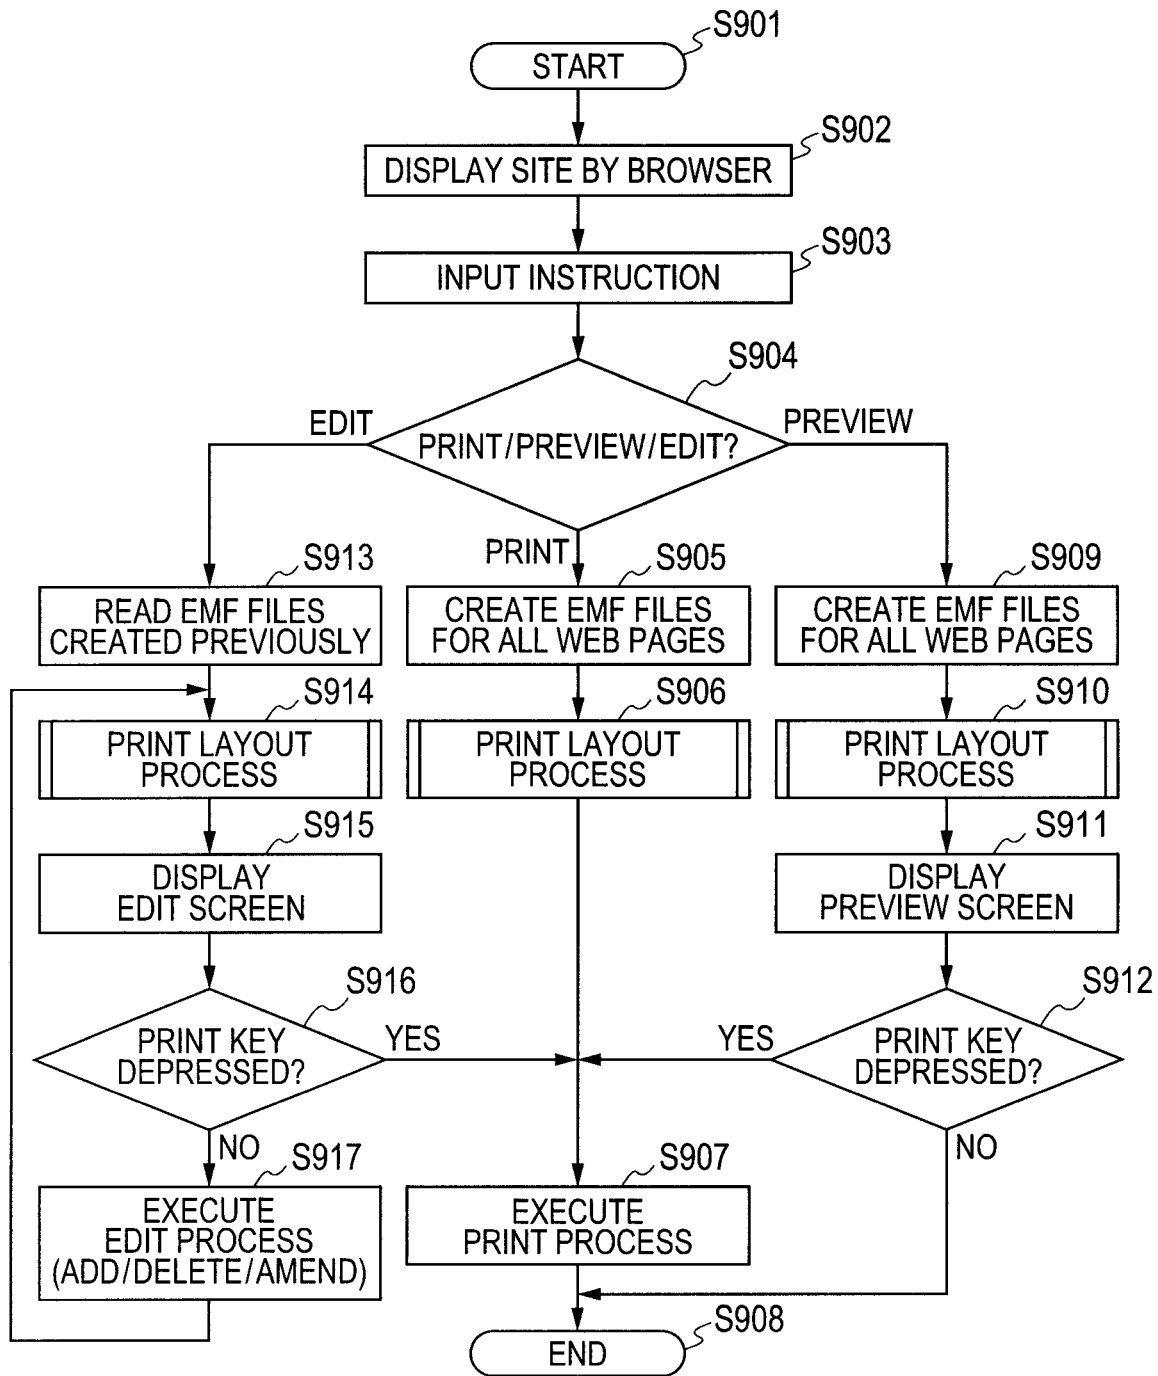 S901
START
S902
DISPLAY SITE BY BROWSER
S903
INPUT INSTRUCTION
S904
PRINT/PREVIEW/EDIT?
EDIT
PREVIEW
PRINT
S913
READ EMF FILES
CREATED PREVIOUSLY
S905
CREATE EMF FILES
FOR ALL WEB PAGES
S909
CREATE EMF FILES
FOR ALL WEB PAGES
S914
PRINT LAYOUT
PROCESS
S906
PRINT LAYOUT
PROCESS
S910
PRINT LAYOUT
PROCESS
S915
DISPLAY
EDIT SCREEN
S911
DISPLAY
PREVIEW SCREEN
S916
PRINT KEY
DEPRESSED?
YES
NO
S912
PRINT KEY
DEPRESSED?
YES
NO
S917
EXECUTE
EDIT PROCESS
(ADD/DELETE/AMEND)
S907
EXECUTE
PRINT PROCESS
S908
END